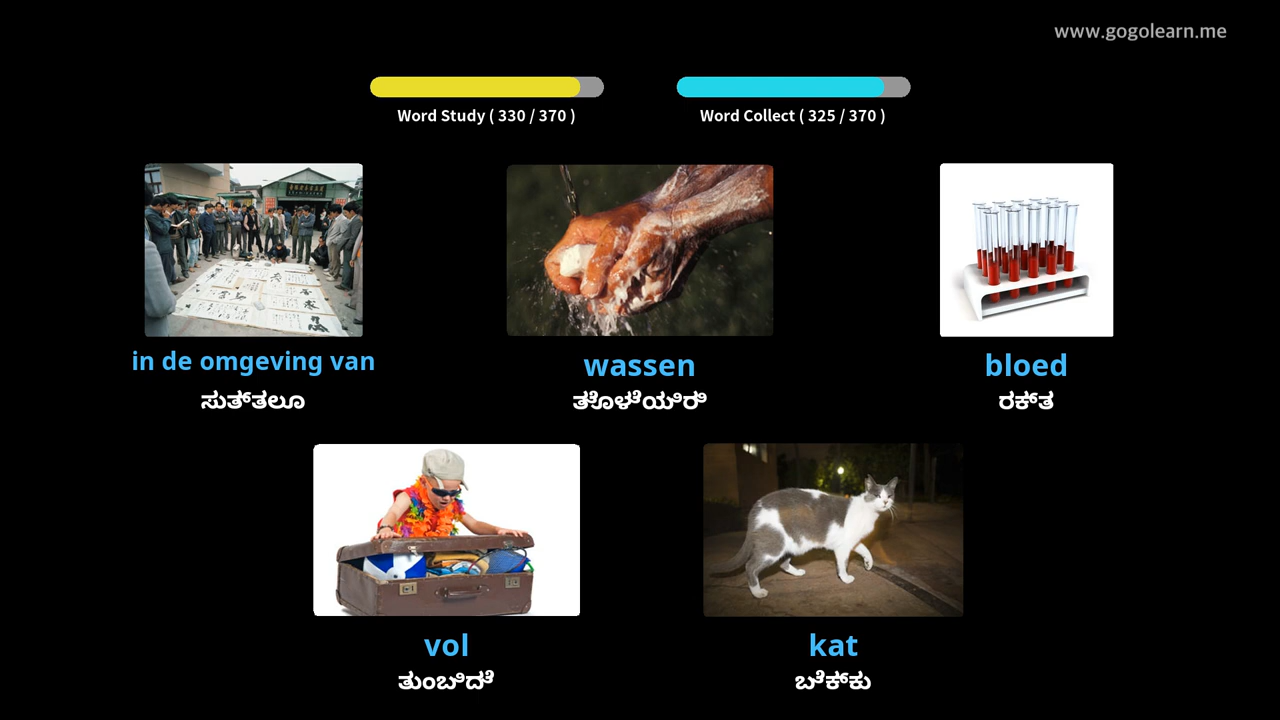 www.gogolearn.me
Word Study ( 330 / 370 )
Word Collect ( 325 / 370 )
in de omgeving van
ಸುತ್ತಲೂ
wassen
ತೊಳೆಯಿರಿ
bloed
ರಕ್ತ
vol
ತುಂಬಿದೆ
kat
ಬೆಕ್ಕು